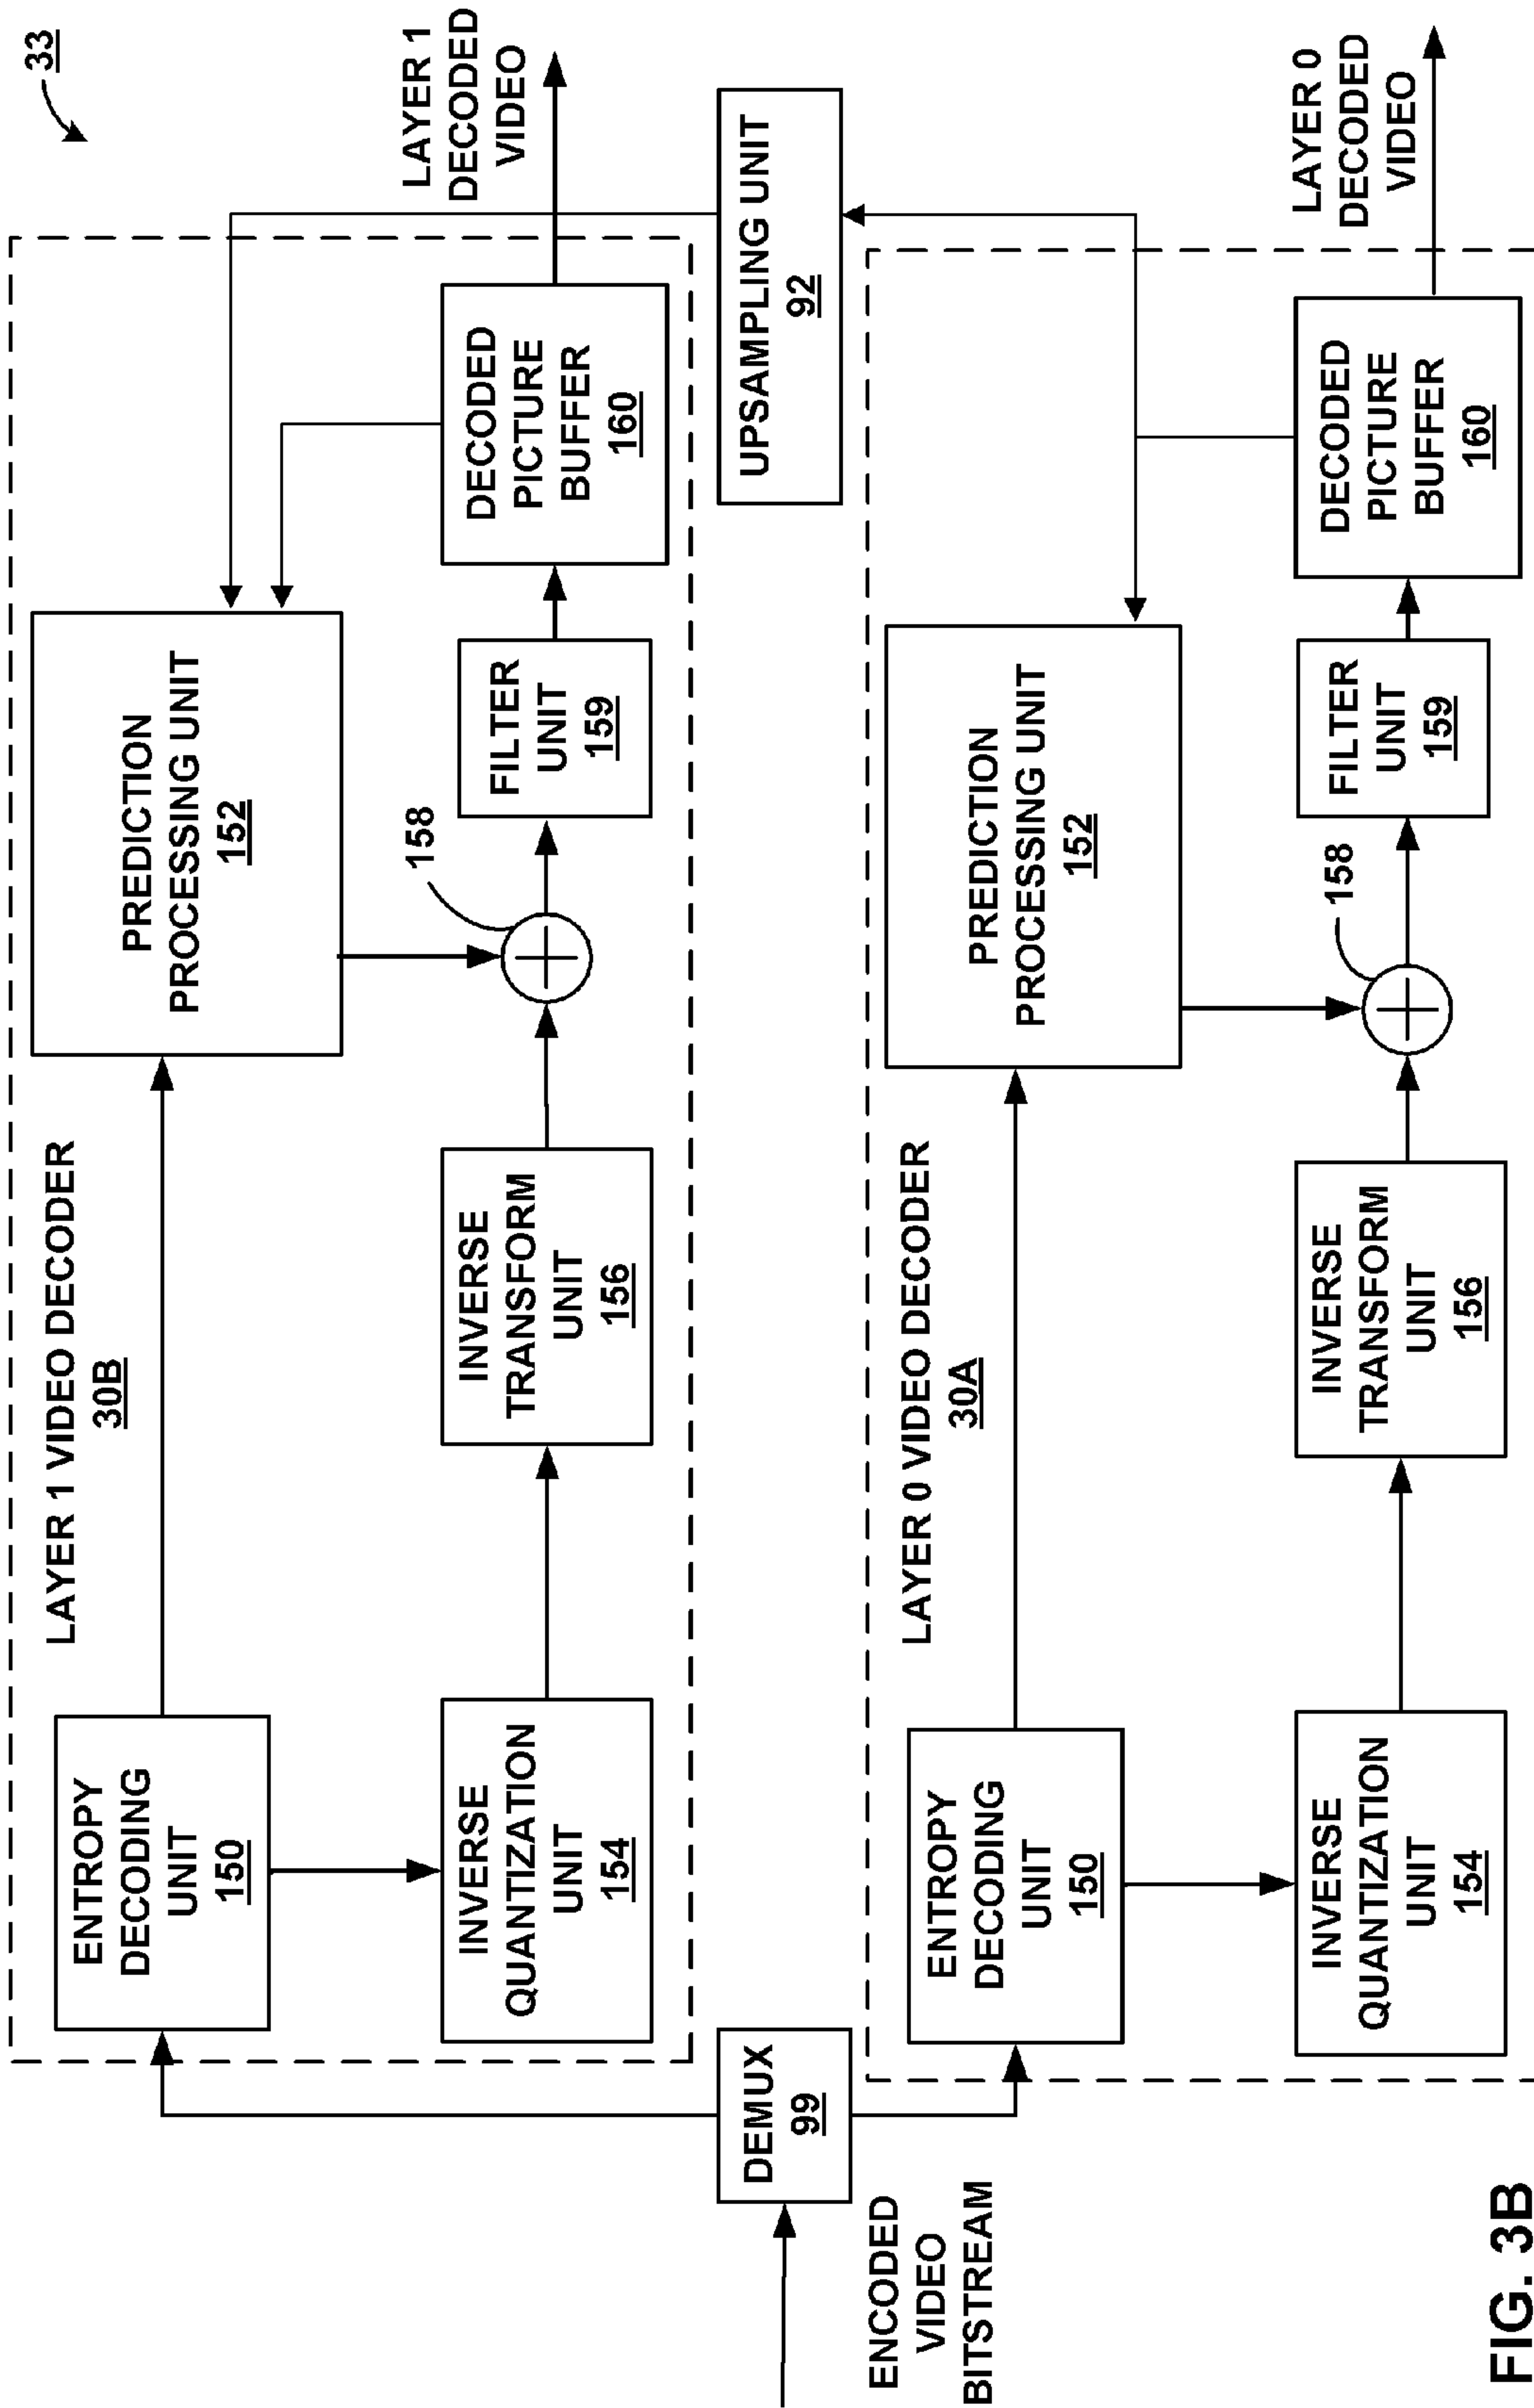 33
LAYER 1 VIDEO DECODER
30B
ENTROPY
DECODING
UNIT
150
PREDICTION
PROCESSING UNIT
152
LAYER 1
DECODED
VIDEO
158
INVERSE
QUANTIZATION
UNIT
154
INVERSE
TRANSFORM
UNIT
156
FILTER
UNIT
159
DECODED
PICTURE
BUFFER
160
DEMUX
99
UPSAMPLING UNIT
92
ENCODED
VIDEO
BITSTREAM
LAYER 0 VIDEO DECODER
30A
ENTROPY
DECODING
UNIT
150
PREDICTION
PROCESSING UNIT
152
LAYER 0
DECODED
VIDEO
158
INVERSE
QUANTIZATION
UNIT
154
INVERSE
TRANSFORM
UNIT
156
FILTER
UNIT
159
DECODED
PICTURE
BUFFER
160
FIG. 3B